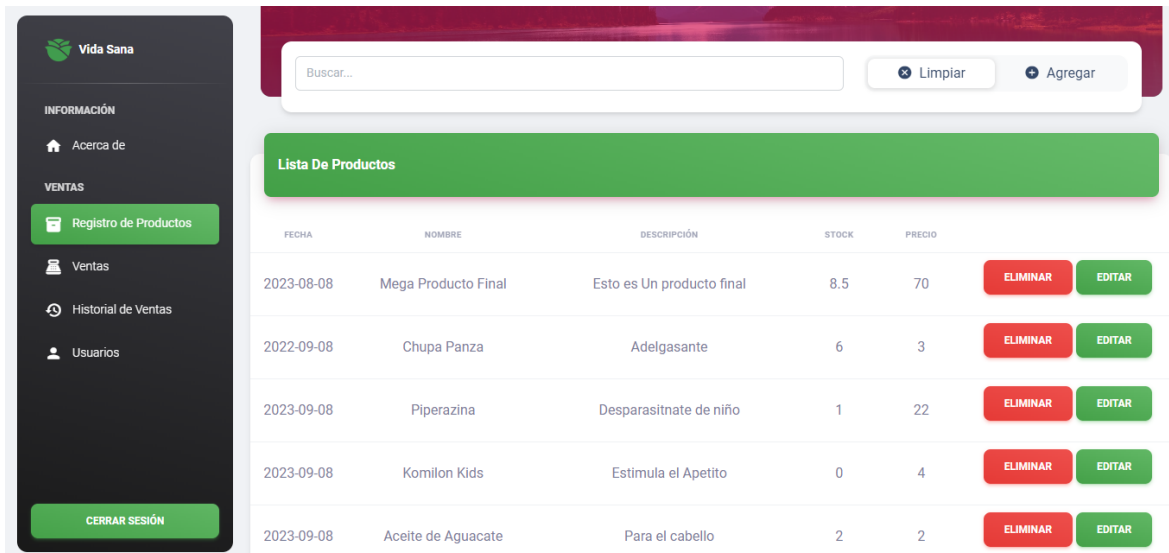 Vida Sana
INFORMACIÓN
Acerca de
VENTAS
Registro de Productos
Ventas
Historial de Ventas
Usuarios
CERRAR SESIÓN
Buscar...
Limpiar
Agregar
Lista De Productos
FECHA NOMBRE DESCRIPCIÓN STOCK PRECIO
2023-08-08 Mega Producto Final Esto es Un producto final 8.5 70 ELIMINAR EDITAR
2022-09-08 Chupa Panza Adelgasante 6 3 ELIMINAR EDITAR
2023-09-08 Piperazina Desparasitnate de niño 1 22 ELIMINAR EDITAR
2023-09-08 Komilon Kids Estimula el Apetito 0 4 ELIMINAR EDITAR
2023-09-08 Aceite de Aguacate Para el cabello 2 2 ELIMINAR EDITAR